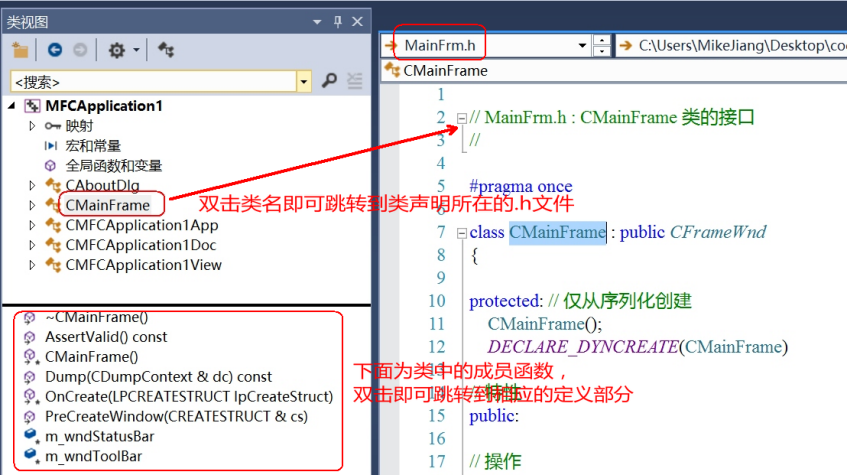 类视图
<搜索>
MFCApplication1
映射
宏和常量
全局函数和变量
CAboutDlg
CMainFrame
CMFCApplication1App
CMFCApplication1Doc
CMFCApplication1View
~CMainFrame()
AssertValid() const
CMainFrame()
Dump(CDumpContext & dc) const
OnCreate(LPCREATESTRUCT lpCreateStruct)
PreCreateWindow(CREATESTRUCT & cs)
m_wndStatusBar
m_wndToolBar
双击类名即可跳转到类声明所在的.h文件
下面为类中的成员函数，
双击即可跳转到相应的定义部分
MainFrm.h
C:\Users\MikeJiang\Desktop\co
CMainFrame
1
2 // MainFrm.h : CMainFrame 类的接口
3 //
4
5 #pragma once
6
7 class CMainFrame : public CFrameWnd
8 {
9
10 protected: // 仅从序列化创建
11 CMainFrame();
12 DECLARE_DYNCREATE(CMainFrame)
15 public:
16
17 // 操作